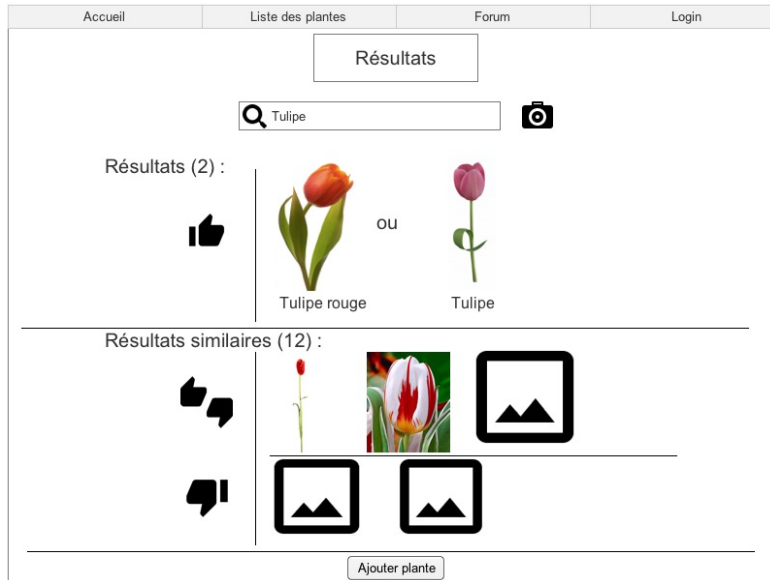 Accueil
Liste des plantes
Forum
Login
Résultats
Tulipe
Résultats (2) :
ou
Tulipe rouge
Tulipe
Résultats similaires (12) :
Ajouter plante